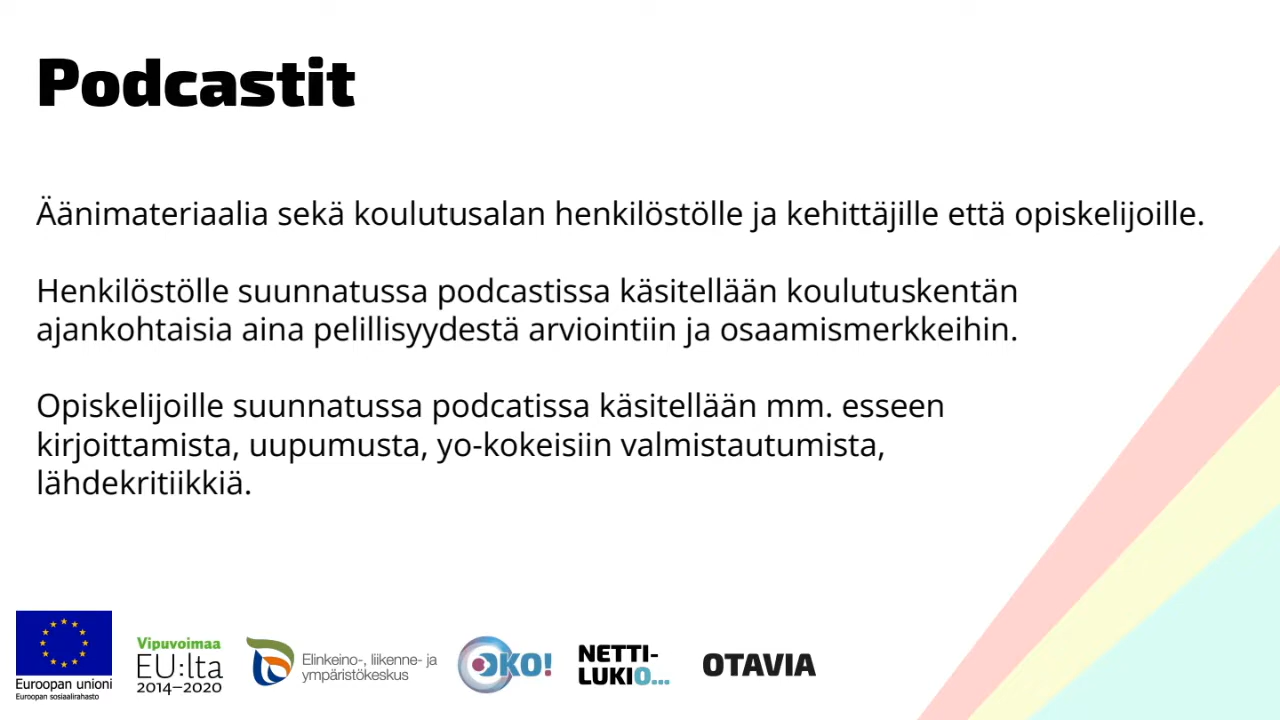 Podcastit
Äänimateriaalia sekä koulutusalan henkilöstölle ja kehittäjille että opiskelijoille.
Henkilöstölle suunnatussa podcastissa käsitellään koulutuskentän
ajankohtaisia aina pelillisyydestä arviointiin ja osaamismerkkeihin.
Opiskelijoille suunnatussa podcatissa käsitellään mm. esseen
kirjoittamista, uupumusta, yo-kokeisiin valmistautumista,
lähdekritiikkiä.
Euroopan unioni
Euroopan sosiaalirahasto
Vipuvoimaa
EU:lta
2014–2020
Elinkeino-, liikenne- ja
ympäristökeskus
OKO!
NETTI-
LUKIO...
OTAVIA